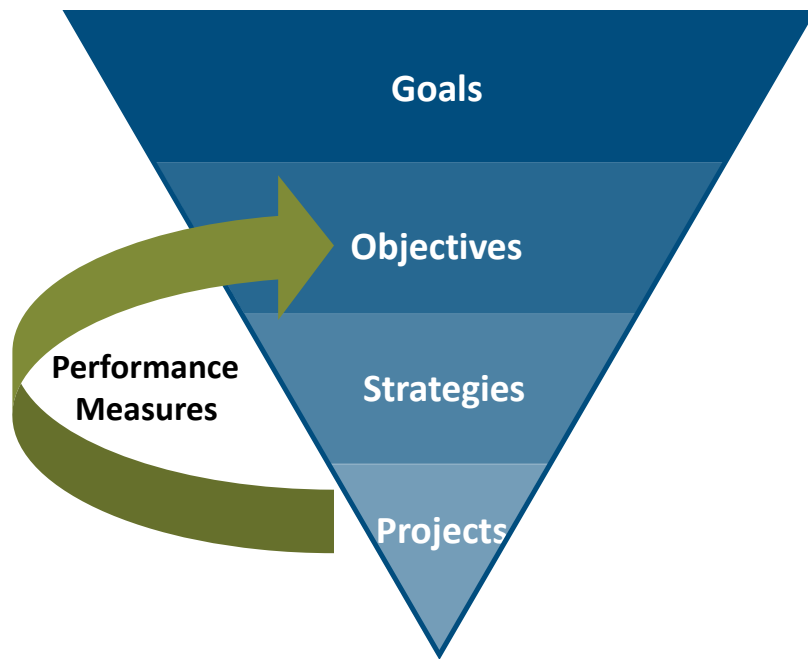 Goals
Objectives
Performance
Measures
Strategies
Projects